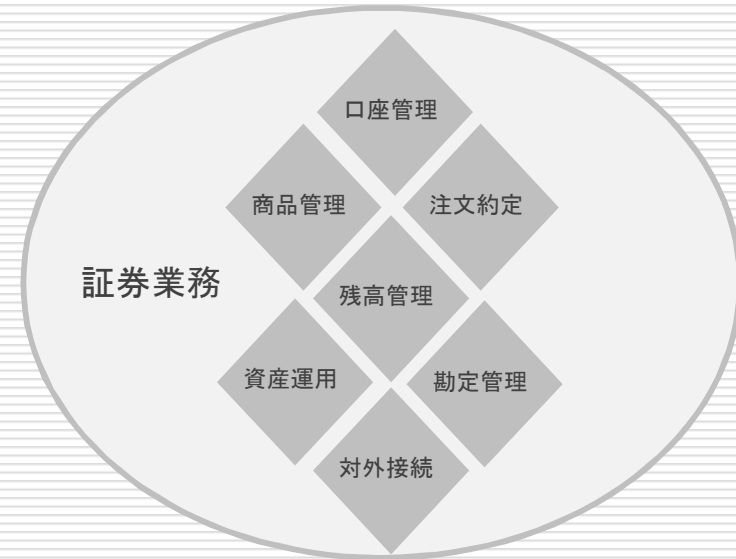 口座管理
商品管理
注文約定
証券業務
残高管理
資産運用
勘定管理
対外接続